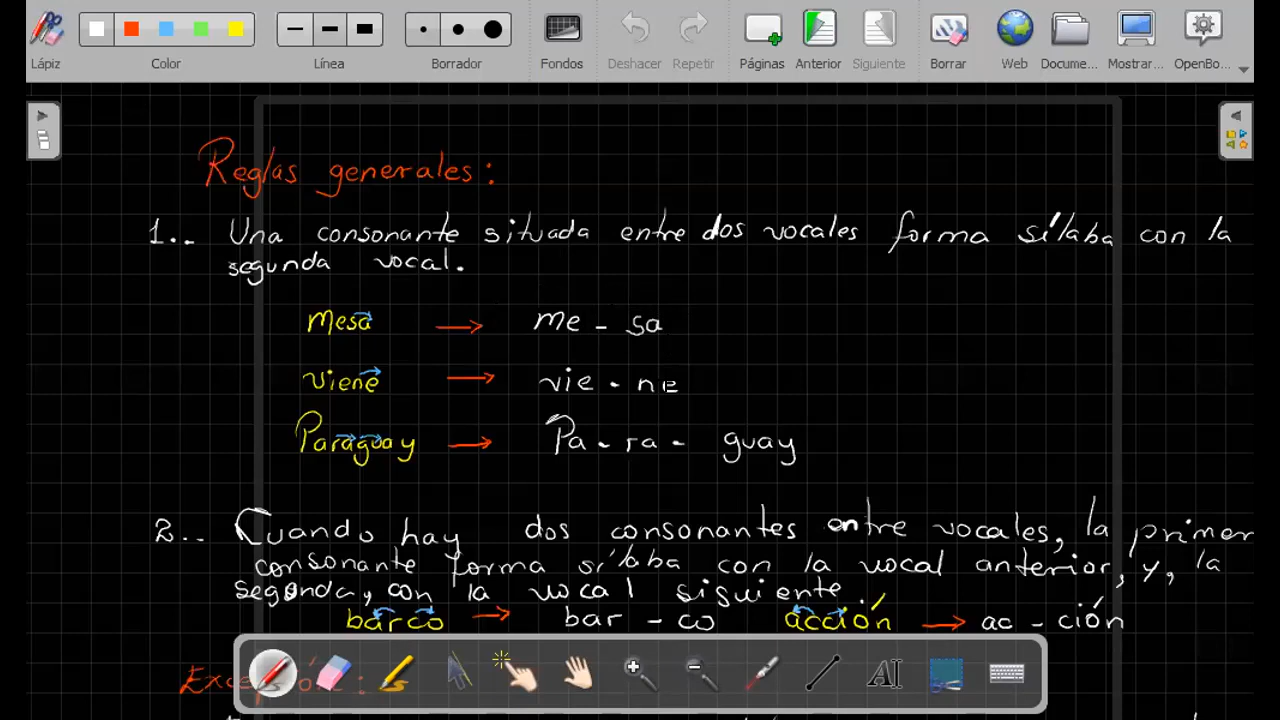 Lápiz Color Línea Borrador Fondos Deshacer Repetir Páginas Anterior Siguiente Borrar Web Docume... Mostrar... OpenBo...
Reglas generales:
1.- Una consonante situada entre dos vocales forma sílaba con la
segunda vocal.
Mesa → me - sa
Viene → vie - ne
Paraguay → Pa - ra - guay
2.- Cuando hay dos consonantes entre vocales, la primer
consonante forma sílaba con la vocal anterior, y, la
segunda, con la vocal siguiente.
barco → bar - co acción → ac - ción